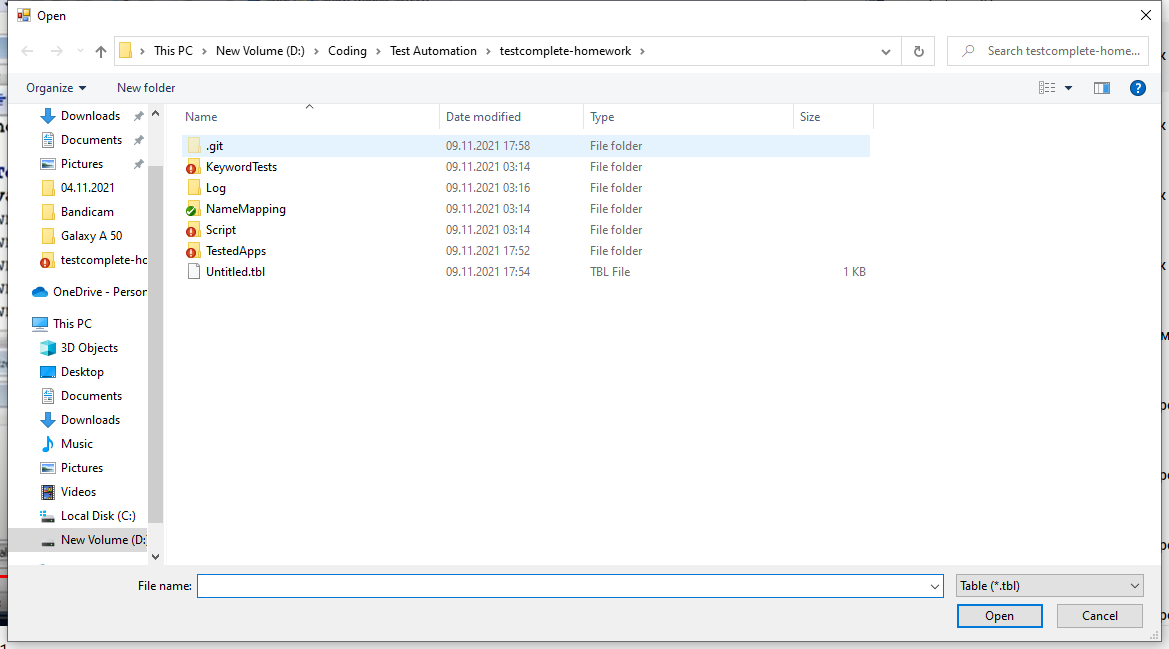 Open
This PC > New Volume (D:) > Coding > Test Automation > testcomplete-homework >
Search testcomplete-home...
Organize
New folder
Downloads
Documents
Pictures
04.11.2021
Bandicam
Galaxy A 50
testcomplete-hc
OneDrive - Person
This PC
3D Objects
Desktop
Documents
Downloads
Music
Pictures
Videos
Local Disk (C:)
New Volume (D:
Name Date modified Type Size
.git 09.11.2021 17:58 File folder
KeywordTests 09.11.2021 03:14 File folder
Log 09.11.2021 03:16 File folder
NameMapping 09.11.2021 03:14 File folder
Script 09.11.2021 03:14 File folder
TestedApps 09.11.2021 17:52 File folder
Untitled.tbl 09.11.2021 17:54 TBL File 1 KB
File name:
Table (*.tbl)
Open
Cancel